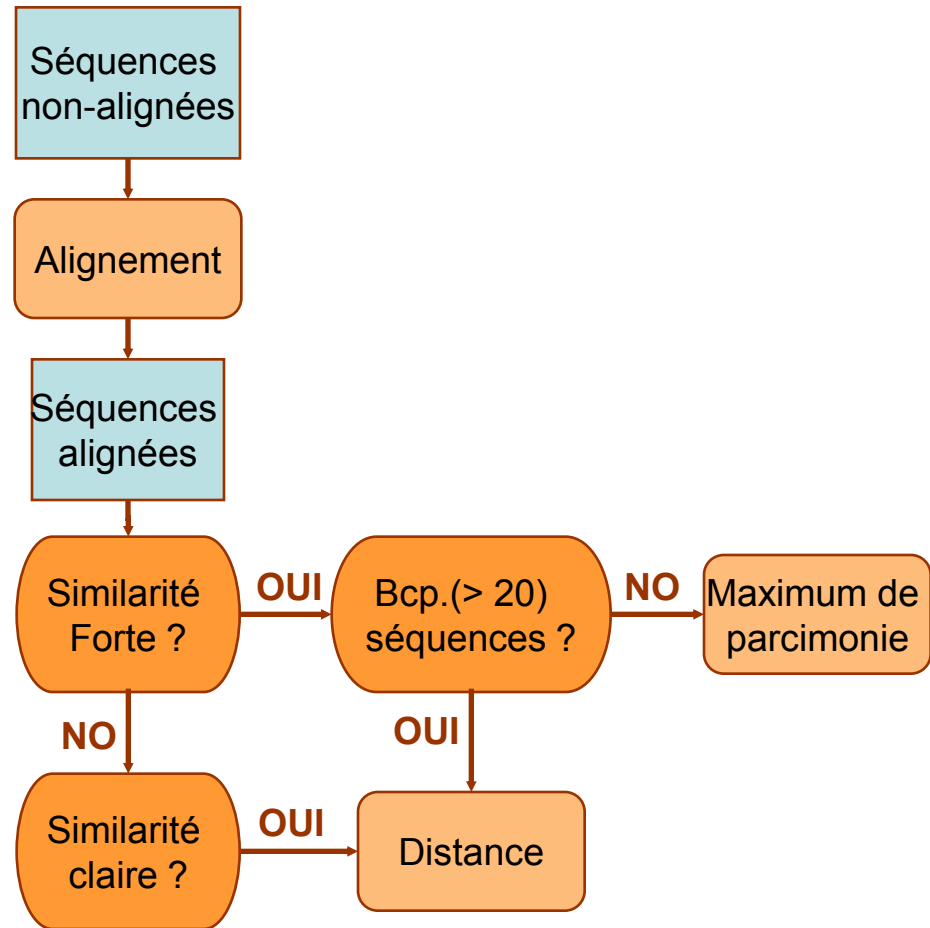 Séquences
non-alignées
Alignement
Séquences
alignées
Similarité
Forte ?
OUI
Bcp.(> 20)
séquences ?
NO
Maximum de
parcimonie
NO
OUI
Similarité
claire ?
OUI
Distance